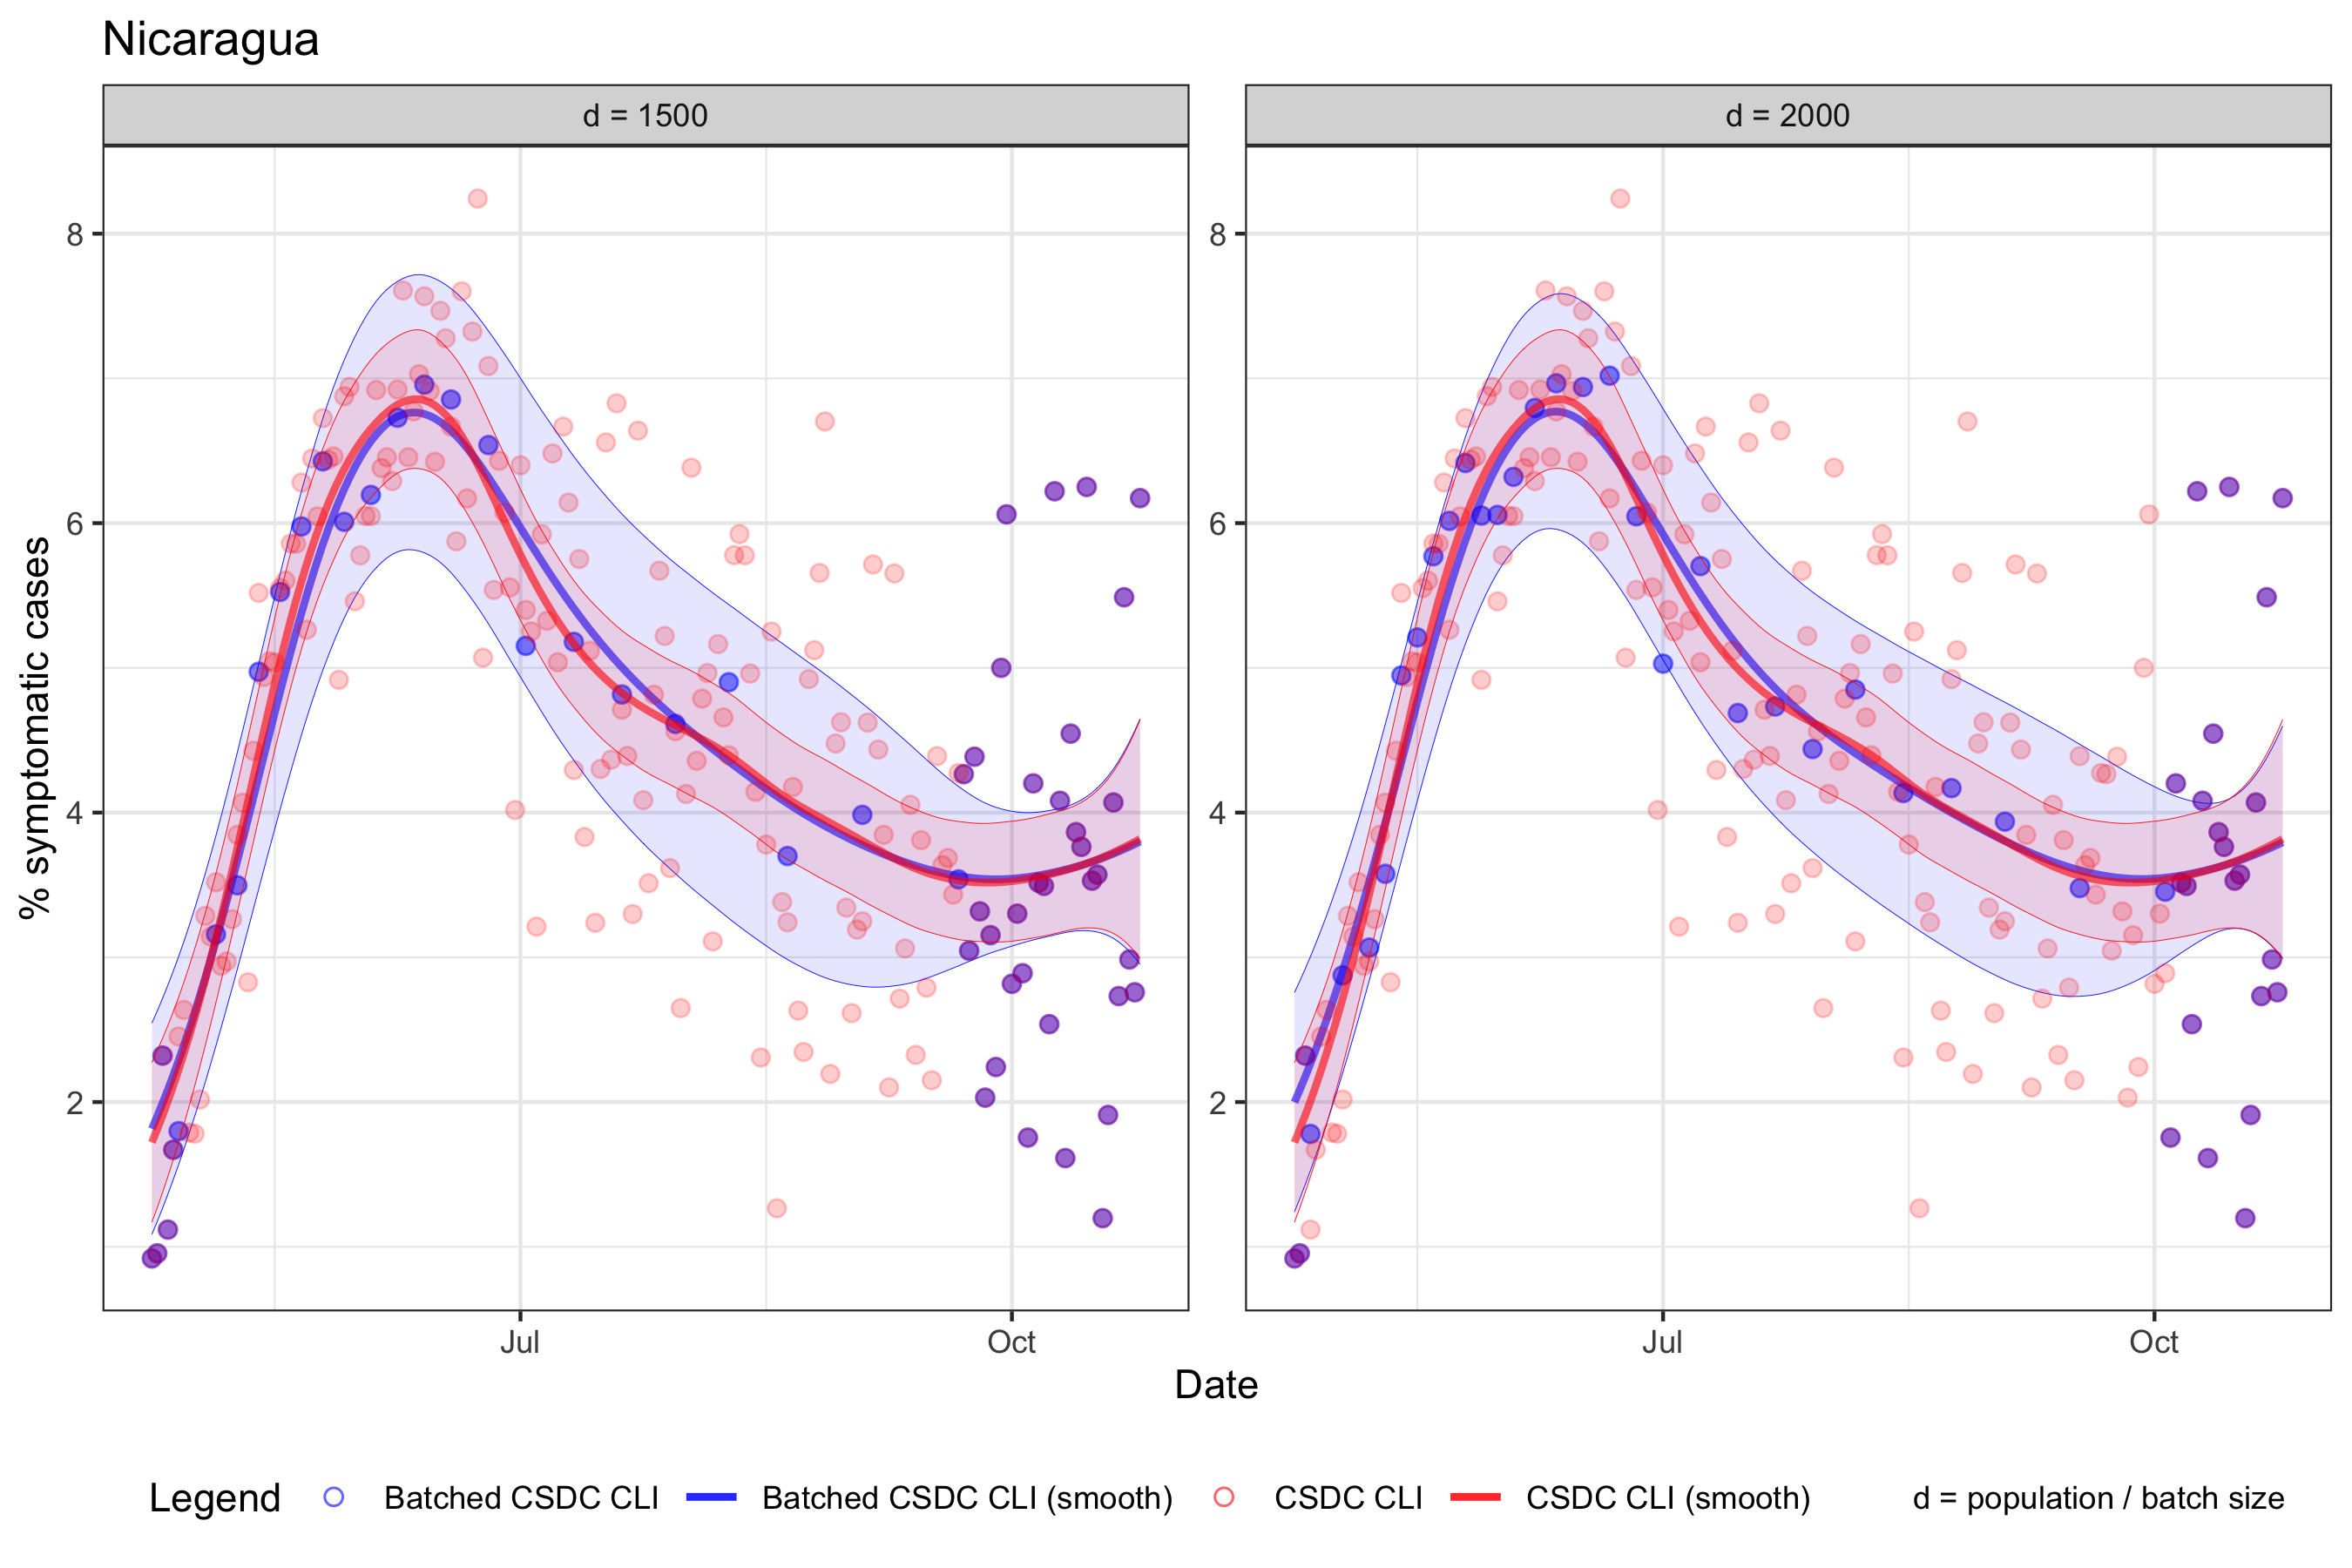 Nicaragua
d = 1500
d = 2000
% symptomatic cases
8
6
4
2
8
6
4
2
Jul
Oct
Jul
Oct
Date
Legend Batched CSDC CLI Batched CSDC CLI (smooth) CSDC CLI CSDC CLI (smooth) d = population / batch size